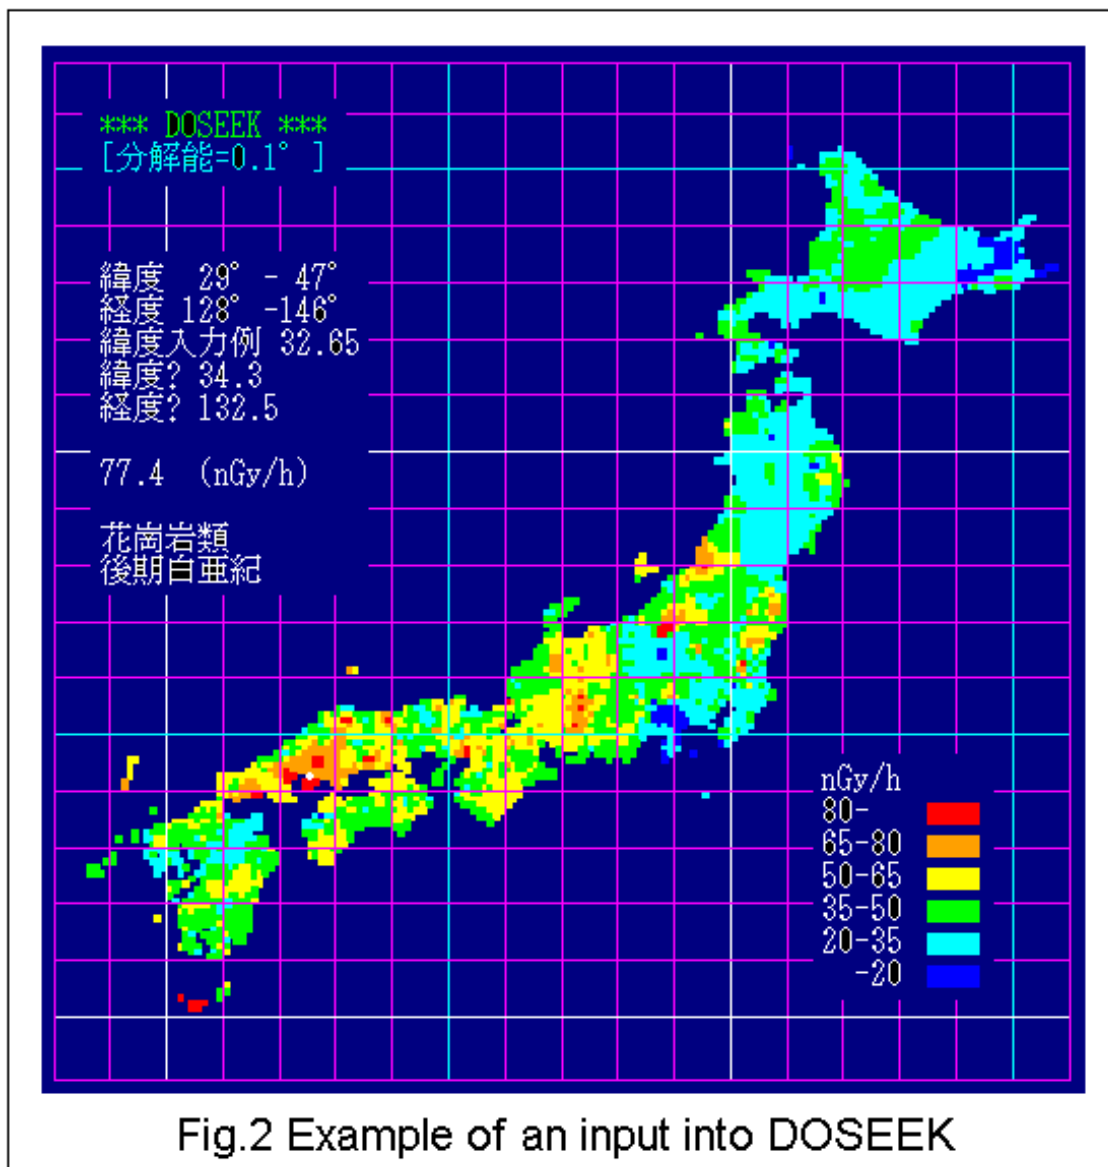 *** DOSEEK ***
[分解能=0.1° ]
緯度 29° - 47°
経度 128° -146°
緯度入力例 32.65
緯度? 34.3
経度? 132.5
77.4 (nGy/h)
花崗岩類
後期白亜紀
nGy/h
80-
65-80
50-65
35-50
20-35
-20
Fig.2 Example of an input into DOSEEK